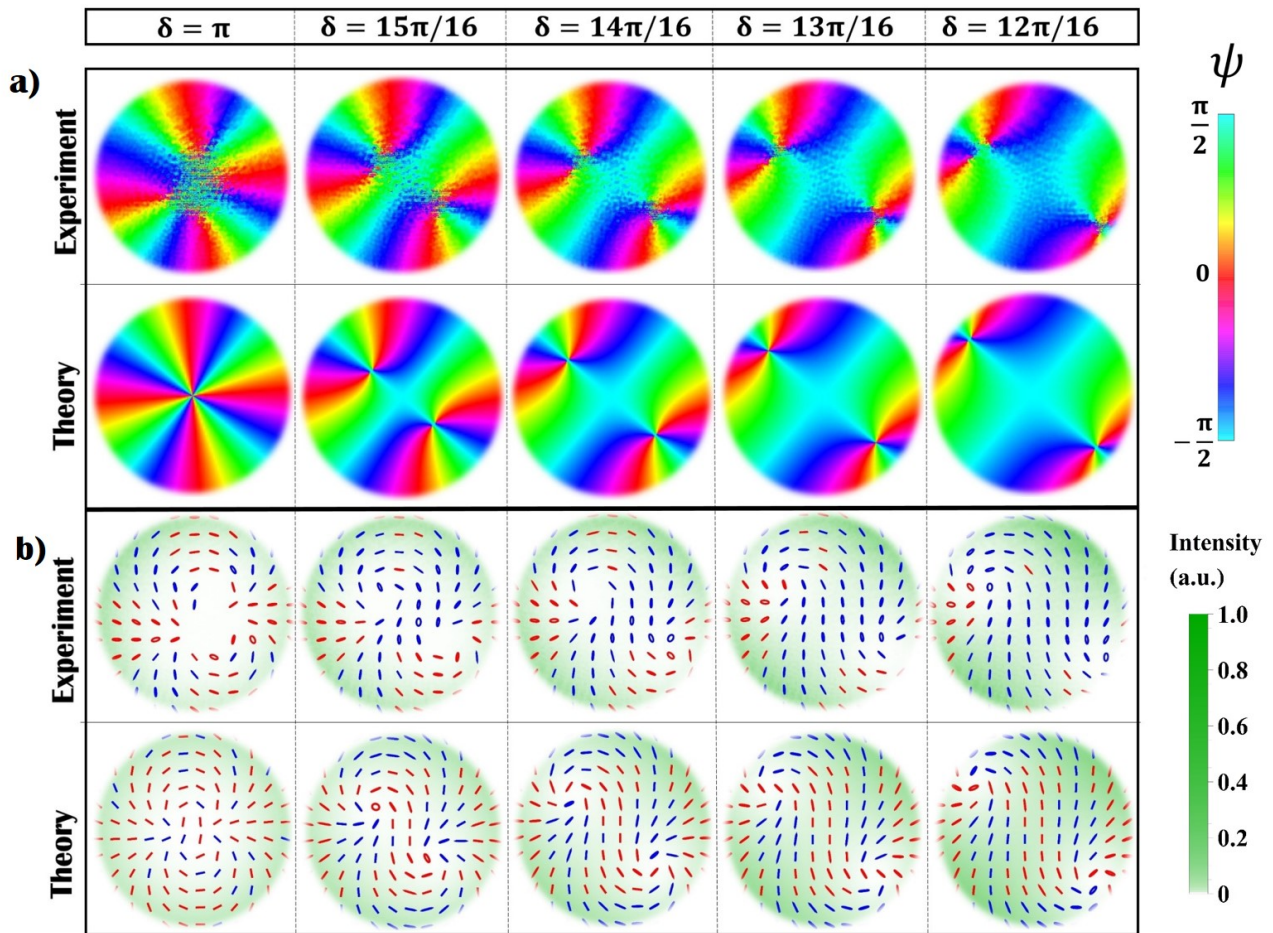 δ = π δ = 15π/16 δ = 14π/16 δ = 13π/16 δ = 12π/16
a)
Experiment
Theory
ψ
π/2
0
−π/2
b)
Experiment
Theory
Intensity
(a.u.)
1.0
0.8
0.6
0.4
0.2
0